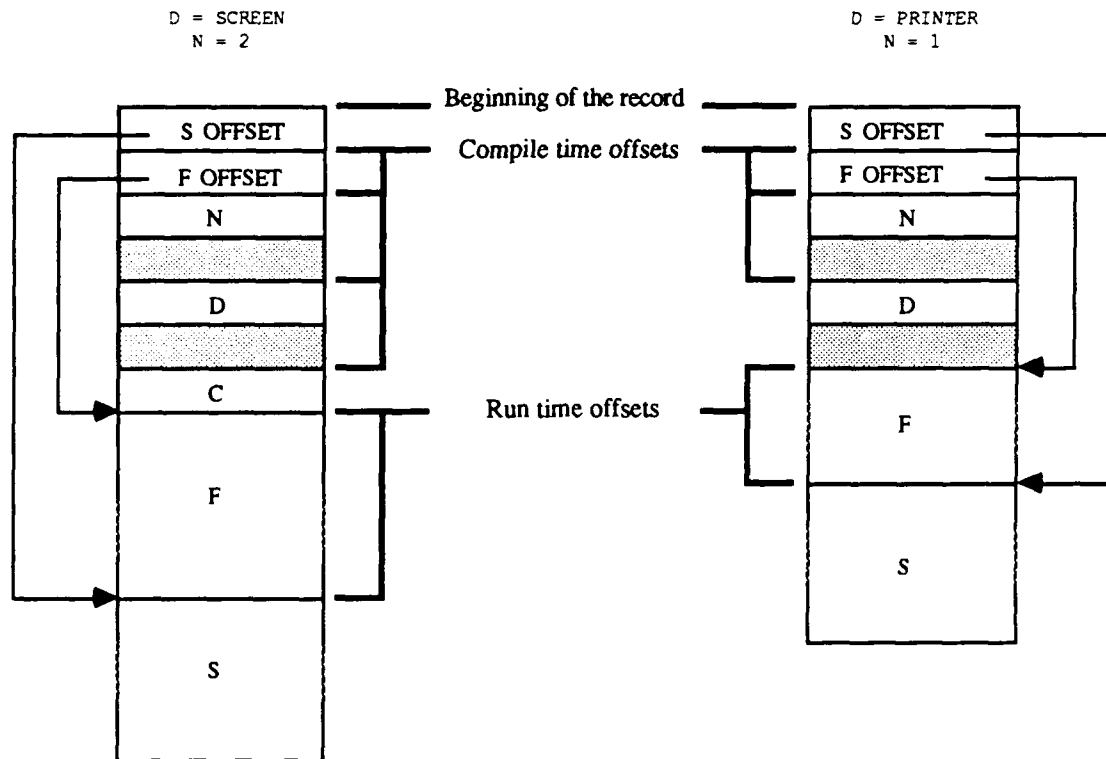 D = SCREEN
N = 2
D = PRINTER
N = 1
Beginning of the record
S OFFSET
S OFFSET
Compile time offsets
F OFFSET
F OFFSET
N
N
D
D
C
Run time offsets
F
F
S
S